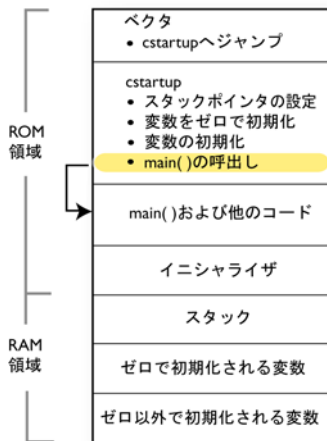 ベクタ
• cstartupへジャンプ
cstartup
• スタックポインタの設定
• 変数をゼロで初期化
• 変数の初期化
• main( )の呼出し
ROM
領域
main( )および他のコード
イニシャライザ
スタック
RAM
領域
ゼロで初期化される変数
ゼロ以外で初期化される変数